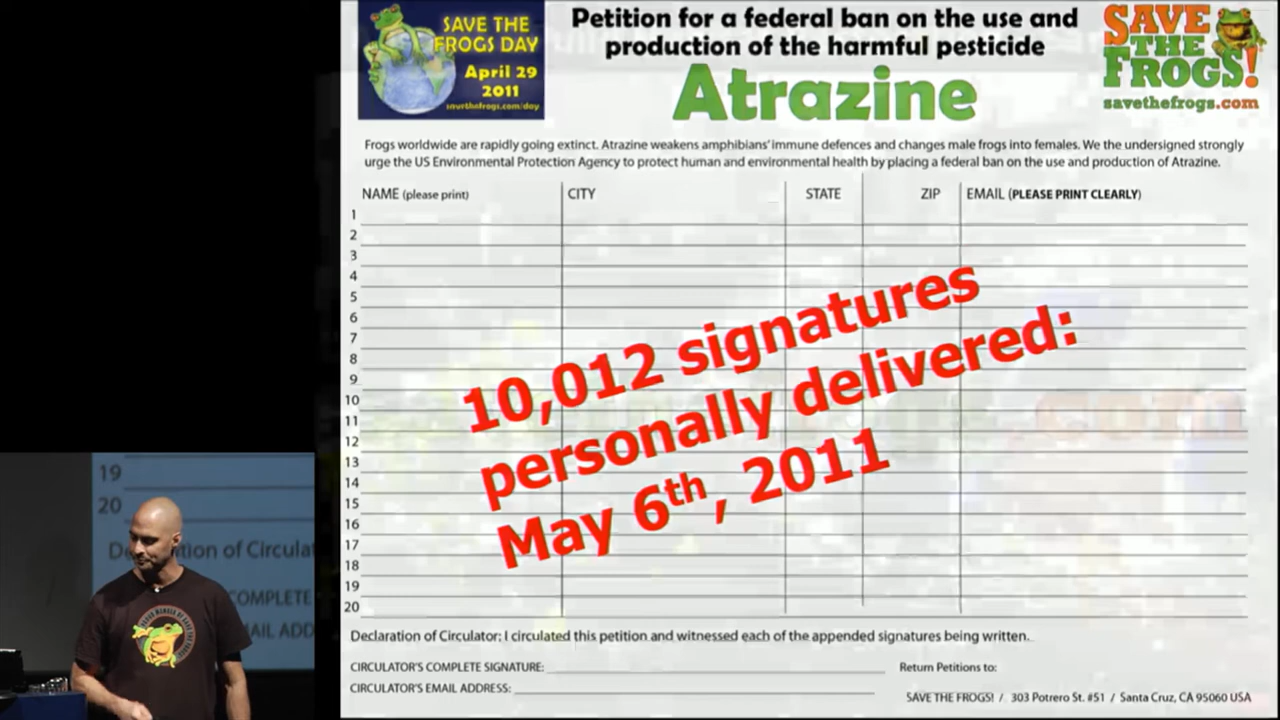 SAVE THE
FROGS DAY
April 29
2011
savethefrogs.com/day
Petition for a federal ban on the use and
production of the harmful pesticide
Atrazine
SAVE
THE
FROGS!
savethefrogs.com
Frogs worldwide are rapidly going extinct. Atrazine weakens amphibians' immune defences and changes male frogs into females. We the undersigned strongly
urge the US Environmental Protection Agency to protect human and environmental health by placing a federal ban on the use and production of Atrazine.
NAME (please print) CITY STATE ZIP EMAIL (PLEASE PRINT CLEARLY)
1
2
3
4
5
6
7
8
9
10
11
12
13
14
15
16
17
18
19
20
10,012 signatures
personally delivered:
May 6th, 2011
Declaration of Circulator: I circulated this petition and witnessed each of the appended signatures being written.
CIRCULATOR'S COMPLETE SIGNATURE:
Return Petitions to:
CIRCULATOR'S EMAIL ADDRESS:
SAVE THE FROGS! / 303 Potrero St. #51 / Santa Cruz, CA 95060 USA
19
20
De tion of Circulat
COMPLETE
AIL ADD